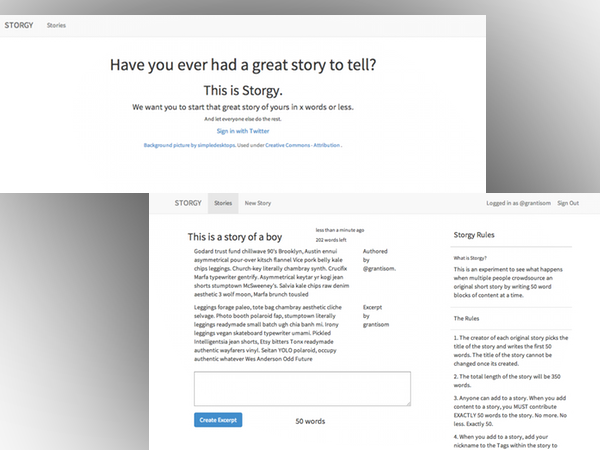 STORGY Stories
Have you ever had a great story to tell?
This is Storgy.
We want you to start that great story of yours in x words or less.
And let everyone else do the rest.
Sign in with Twitter
Background picture by simpledesktops. Used under Creative Commons - Attribution .
STORGY Stories New Story Logged in as @grantisom Sign Out
This is a story of a boy
less than a minute ago
202 words left
Godard trust fund chillwave 90's Brooklyn, Austin ennui
asymmetrical pour-over kitsch flannel Vice pork belly kale
chips leggings. Church-key literally chambray synth. Crucifix
Marfa typewriter gentrify. Asymmetrical keytar yr kogi jean
shorts stumptown McSweeney's. Salvia kale chips raw denim
aesthetic 3 wolf moon, Marfa brunch tousled
Authored
by
@grantisom.
Leggings forage paleo, tote bag chambray aesthetic cliche
selvage. Photo booth polaroid fap, stumptown literally
leggings readymade small batch ugh chia banh mi. Irony
leggings vegan skateboard typewriter umami. Pickled
Intelligentsia jean shorts, Etsy bitters Tonx readymade
authentic wayfarers vinyl. Seitan YOLO polaroid, occupy
authentic whatever Wes Anderson Odd Future
Excerpt
by
grantisom
Create Excerpt
50 words
Storgy Rules
What is Storgy?
This is an experiment to see what happens
when multiple people crowdsource an
original short story by writing 50 word
blocks of content at a time.
The Rules
1. The creator of each original story picks the
title of the story and writes the first 50
words. The title of the story cannot be
changed once its created.
2. The total length of the story will be 350
words.
3. Anyone can add to a story. When you add
content to a story, you MUST contribute
EXACTLY 50 words to the story. No more. No
less. Exactly 50.
4. When you add to a story, add your
nickname to the Tags within the story to